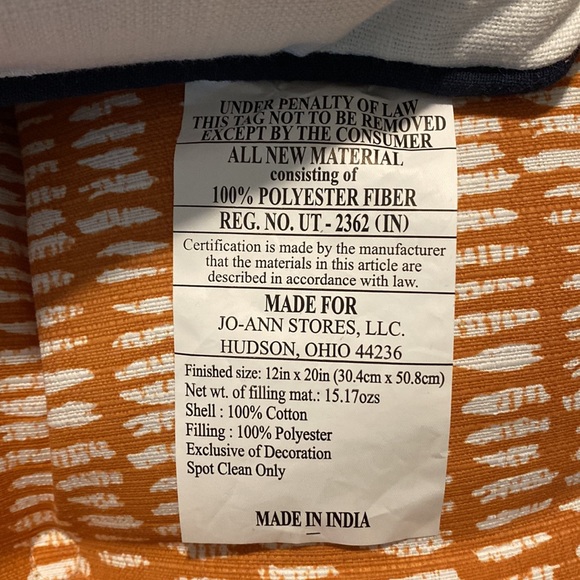 UNDER PENALTY OF LAW
THIS TAG NOT TO BE REMOVED
EXCEPT BY THE CONSUMER
ALL NEW MATERIAL
consisting of
100% POLYESTER FIBER
REG. NO. UT - 2362 (IN)
Certification is made by the manufacturer
that the materials in this article are
described in accordance with law.
MADE FOR
JO-ANN STORES, LLC.
HUDSON, OHIO 44236
Finished size: 12in x 20in (30.4cm x 50.8cm)
Net wt. of filling mat.: 15.17ozs
Shell : 100% Cotton
Filling : 100% Polyester
Exclusive of Decoration
Spot Clean Only
MADE IN INDIA